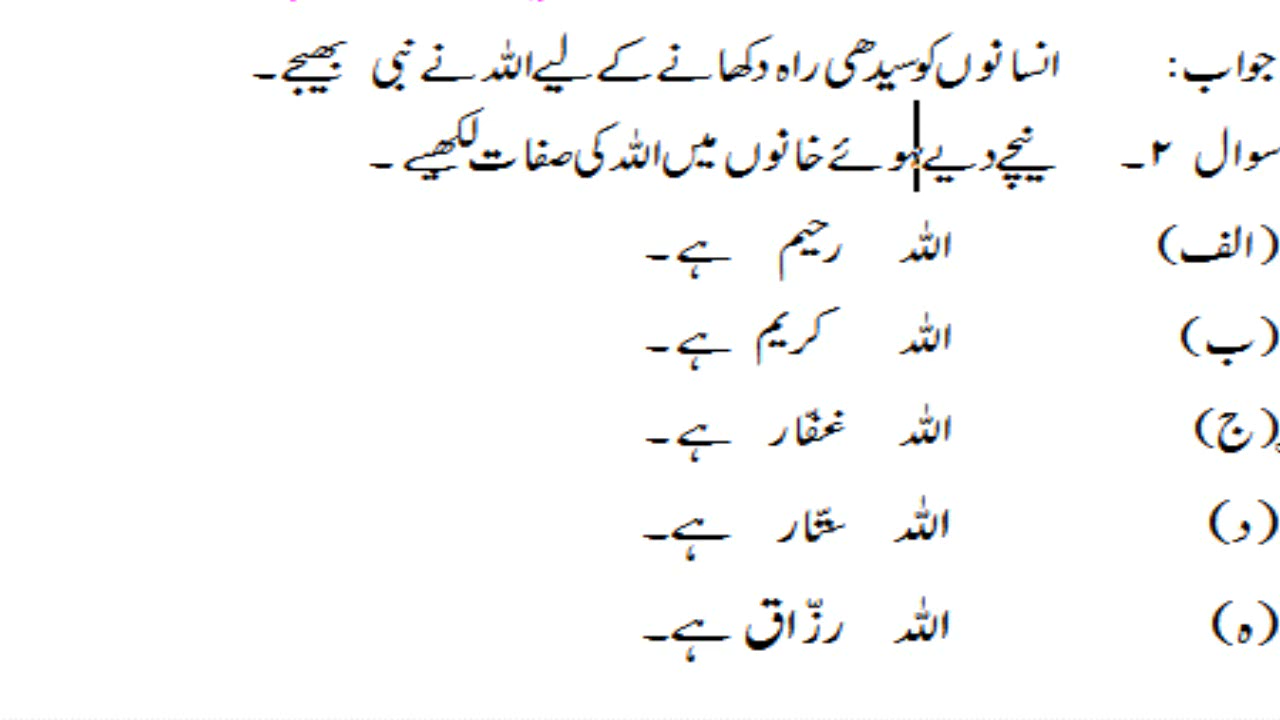 جواب: انسانوں کو سیدھی راہ دکھانے کے لیے اللہ نے نبی بھیجے۔
سوال ۲۔ نیچے دیے ہوئے خانوں میں اللہ کی صفات لکھیے۔
(الف) اللہ رحیم ہے۔
(ب) اللہ کریم ہے۔
(ج) اللہ غفّار ہے۔
(د) اللہ ستّار ہے۔
(ہ) اللہ رزّاق ہے۔